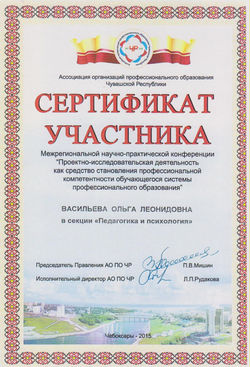 ЧР
Ассоциация организаций профессионального образования
Чувашской Республики
СЕРТИФИКАТ
УЧАСТНИКА
Межрегиональной научно-практической конференции
"Проектно-исследовательская деятельность
как средство становления профессиональной
компетентности обучающегося системы
профессионального образования"
ВАСИЛЬЕВА ОЛЬГА ЛЕОНИДОВНА
в секции «Педагогика и психология»
Председатель Правления АО ПО ЧР П.В.Мишин
Исполнительный директор АО ПО ЧР Л.П.Рудакова
Чебоксары - 2015